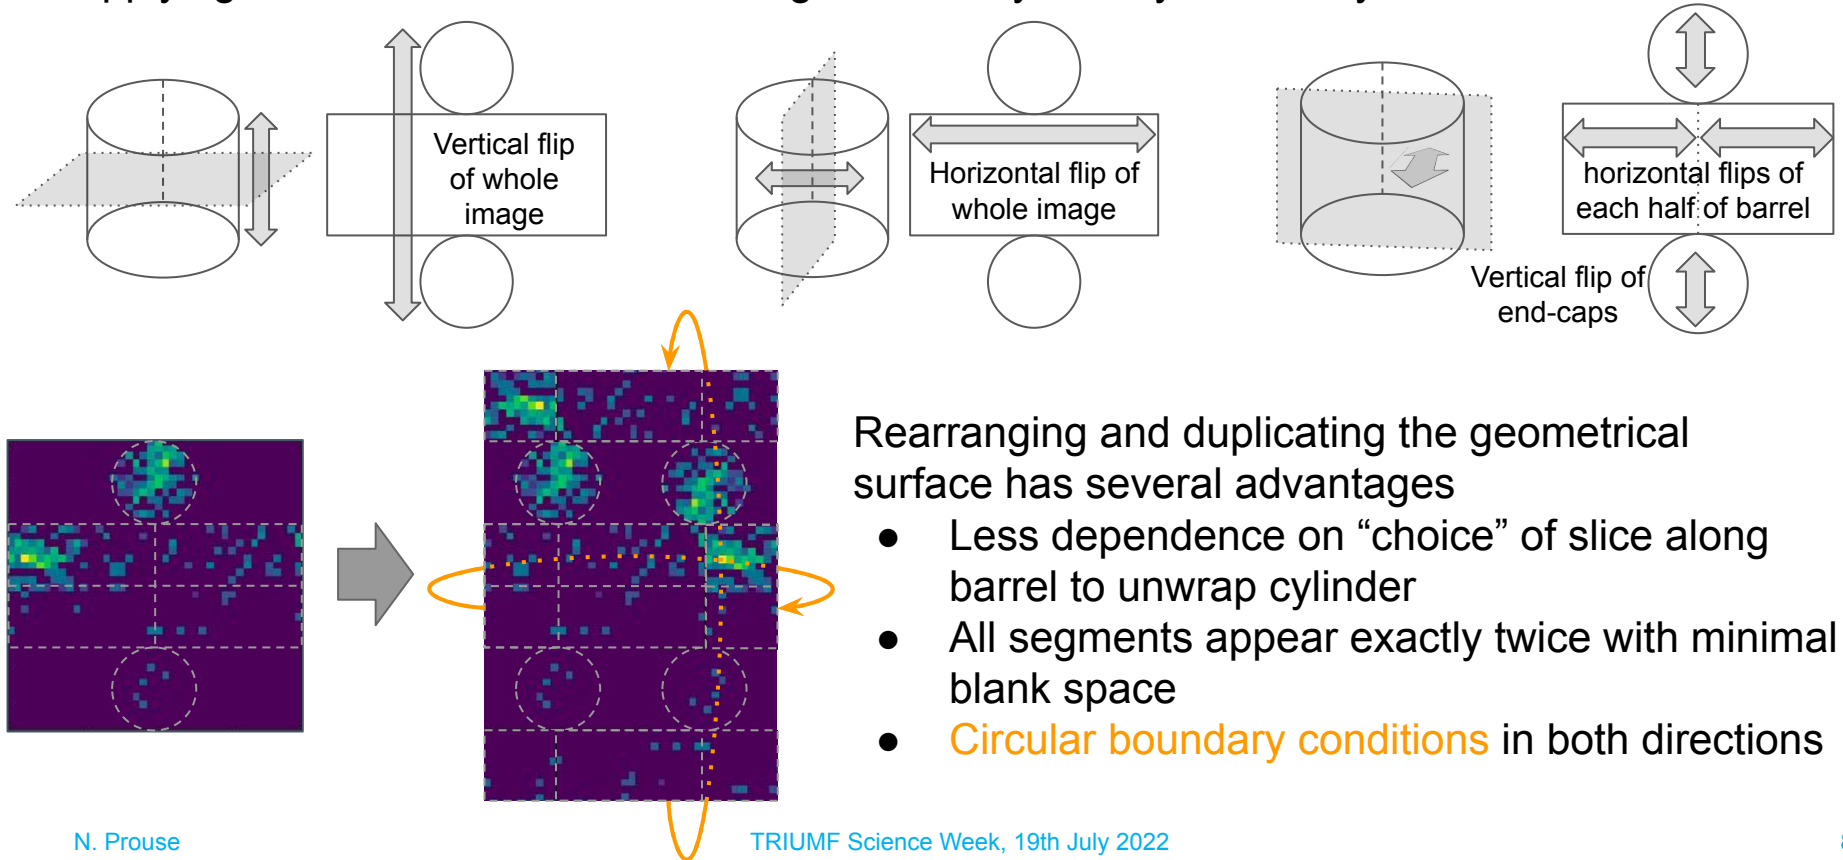 Vertical flip
of whole
image
Horizontal flip of
whole image
horizontal flips of
each half of barrel
Vertical flip of
end-caps
Rearranging and duplicating the geometrical
surface has several advantages
● Less dependence on “choice” of slice along
barrel to unwrap cylinder
● All segments appear exactly twice with minimal
blank space
● Circular boundary conditions in both directions
N. Prouse
TRIUMF Science Week, 19th July 2022